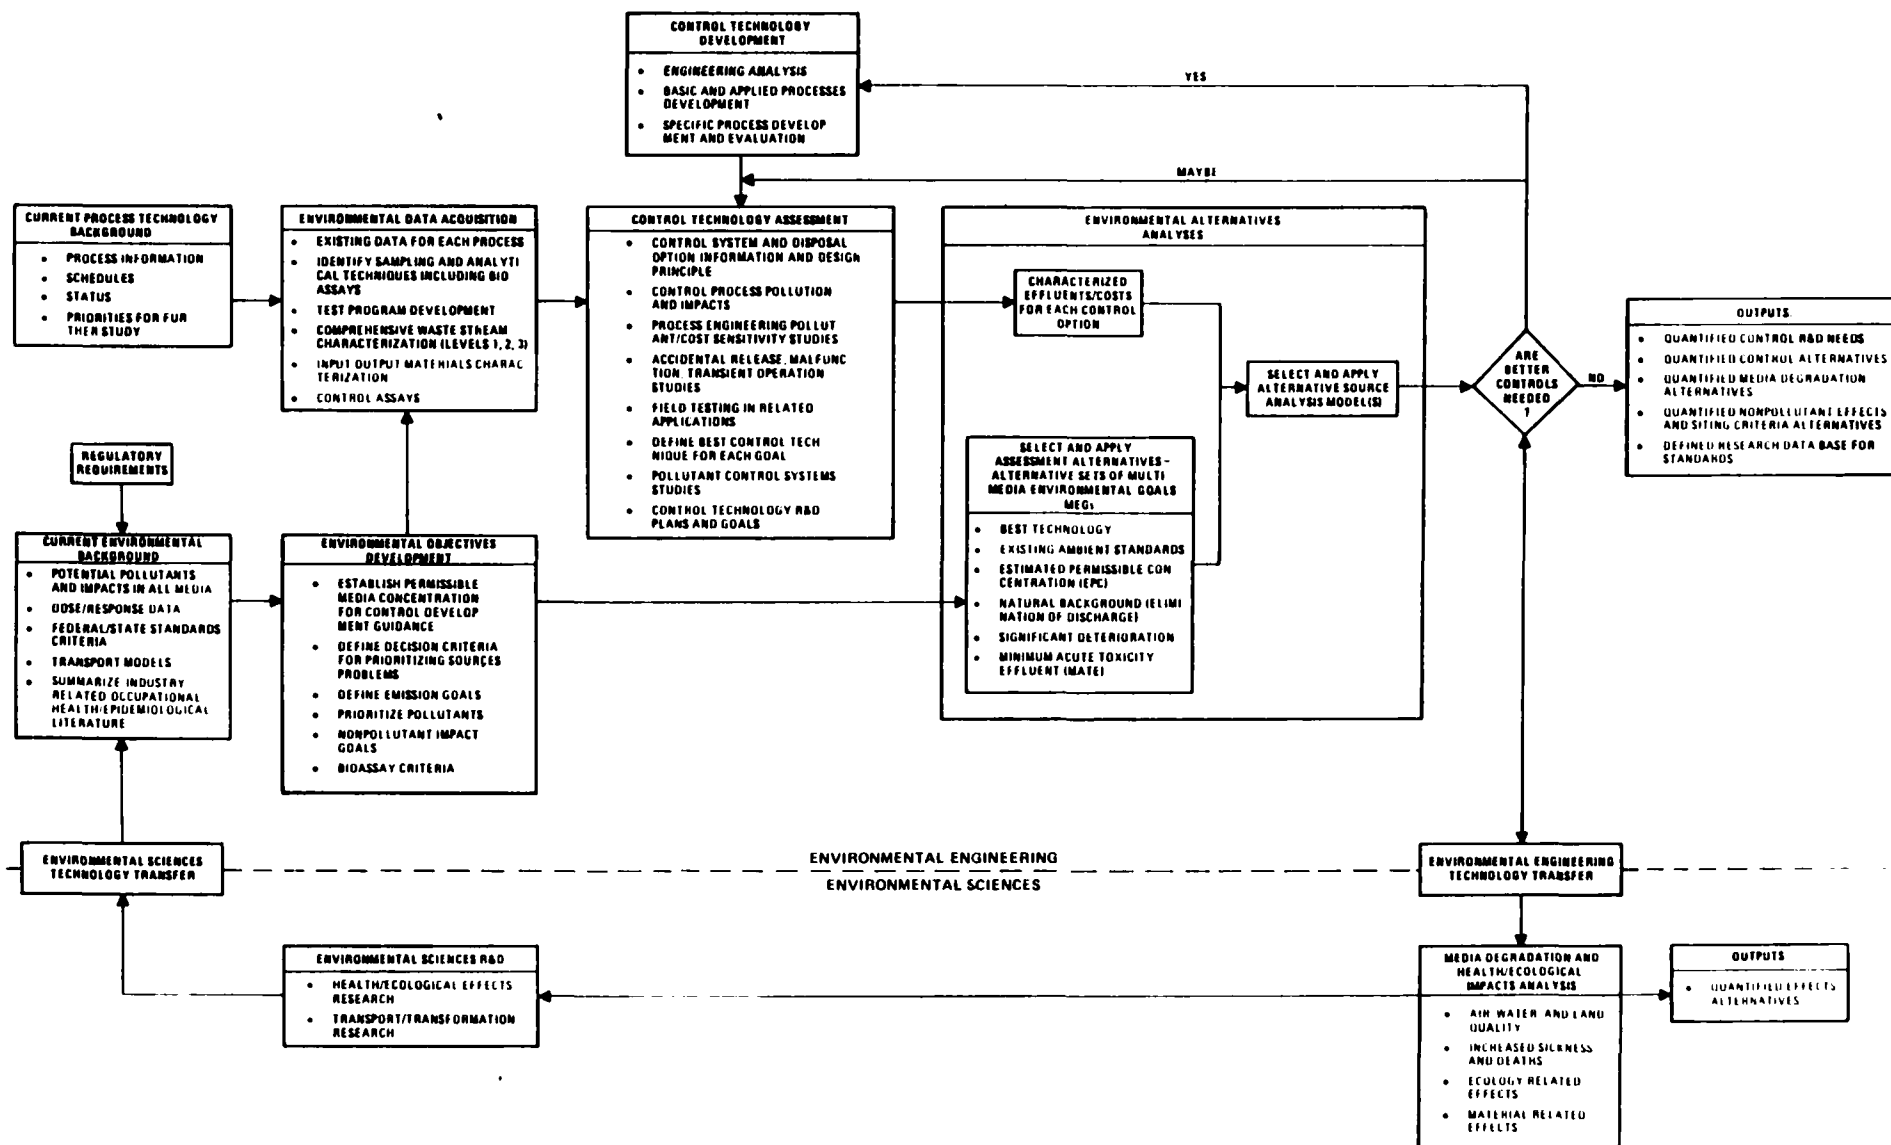 CONTROL TECHNOLOGY
DEVELOPMENT
• ENGINEERING ANALYSIS
• BASIC AND APPLIED PROCESSES
DEVELOPMENT
• SPECIFIC PROCESS DEVELOP
MENT AND EVALUATION
YES
MAYBE
CURRENT PROCESS TECHNOLOGY
BACKGROUND
• PROCESS INFORMATION
• SCHEDULES
• STATUS
• PRIORITIES FOR FUR
THER STUDY
ENVIRONMENTAL DATA ACQUISITION
• EXISTING DATA FOR EACH PROCESS
• IDENTIFY SAMPLING AND ANALYTI
CAL TECHNIQUES INCLUDING BIO
ASSAYS
• TEST PROGRAM DEVELOPMENT
• COMPREHENSIVE WASTE STREAM
CHARACTERIZATION (LEVELS 1, 2, 3)
• INPUT OUTPUT MATERIALS CHARAC
TERIZATION
• CONTROL ASSAYS
CONTROL TECHNOLOGY ASSESSMENT
• CONTROL SYSTEM AND DISPOSAL
OPTION INFORMATION AND DESIGN
PRINCIPLE
• CONTROL PROCESS POLLUTION
AND IMPACTS
• PROCESS ENGINEERING POLLUT
ANT/COST SENSITIVITY STUDIES
• ACCIDENTAL RELEASE, MALFUNC
TION, TRANSIENT OPERATION
STUDIES
• FIELD TESTING IN RELATED
APPLICATIONS
• DEFINE BEST CONTROL TECH
NIQUE FOR EACH GOAL
• POLLUTANT CONTROL SYSTEMS
STUDIES
• CONTROL TECHNOLOGY R&D
PLANS AND GOALS
ENVIRONMENTAL ALTERNATIVES
ANALYSES
CHARACTERIZED
EFFLUENTS/COSTS
FOR EACH CONTROL
OPTION
SELECT AND APPLY
ALTERNATIVE SOURCE
ANALYSIS MODEL(S)
SELECT AND APPLY
ASSESSMENT ALTERNATIVES –
ALTERNATIVE SETS OF MULTI
MEDIA ENVIRONMENTAL GOALS
MEGs
• BEST TECHNOLOGY
• EXISTING AMBIENT STANDARDS
• ESTIMATED PERMISSIBLE CON
CENTRATION (EPC)
• NATURAL BACKGROUND (ELIMI
NATION OF DISCHARGE)
• SIGNIFICANT DETERIORATION
• MINIMUM ACUTE TOXICITY
EFFLUENT (MATE)
ARE
BETTER
CONTROLS
NEEDED
?
NO
OUTPUTS
• QUANTIFIED CONTROL R&D NEEDS
• QUANTIFIED CONTROL ALTERNATIVES
• QUANTIFIED MEDIA DEGRADATION
ALTERNATIVES
• QUANTIFIED NONPOLLUTANT EFFECTS
AND SITING CRITERIA ALTERNATIVES
• DEFINED RESEARCH DATA BASE FOR
STANDARDS
REGULATORY
REQUIREMENTS
CURRENT ENVIRONMENTAL
BACKGROUND
• POTENTIAL POLLUTANTS
AND IMPACTS IN ALL MEDIA
• DOSE/RESPONSE DATA
• FEDERAL/STATE STANDARDS
CRITERIA
• TRANSPORT MODELS
• SUMMARIZE INDUSTRY
RELATED OCCUPATIONAL
HEALTH/EPIDEMIOLOGICAL
LITERATURE
ENVIRONMENTAL OBJECTIVES
DEVELOPMENT
• ESTABLISH PERMISSIBLE
MEDIA CONCENTRATION
FOR CONTROL DEVELOP
MENT GUIDANCE
• DEFINE DECISION CRITERIA
FOR PRIORITIZING SOURCES
PROBLEMS
• DEFINE EMISSION GOALS
• PRIORITIZE POLLUTANTS
• NONPOLLUTANT IMPACT
GOALS
• BIOASSAY CRITERIA
ENVIRONMENTAL SCIENCES
TECHNOLOGY TRANSFER
ENVIRONMENTAL ENGINEERING
ENVIRONMENTAL SCIENCES
ENVIRONMENTAL ENGINEERING
TECHNOLOGY TRANSFER
ENVIRONMENTAL SCIENCES R&D
• HEALTH/ECOLOGICAL EFFECTS
RESEARCH
• TRANSPORT/TRANSFORMATION
RESEARCH
MEDIA DEGRADATION AND
HEALTH/ECOLOGICAL
IMPACTS ANALYSIS
• AIR WATER AND LAND
QUALITY
• INCREASED SICKNESS
AND DEATHS
• ECOLOGY RELATED
EFFECTS
• MATERIAL RELATED
EFFECTS
OUTPUTS
• QUANTIFIED EFFECTS
ALTERNATIVES